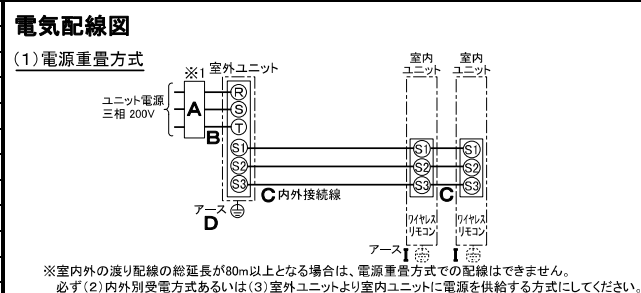 電気配線図
(1)電源重畳方式
※1
室外ユニット
室内
ユニット
室内
ユニット
ユニット電源
三相 200V
A
R
S
T
B
S1
S2
S3
S1
S2
S3
S1
S2
S3
C 内外接続線
C
アース
D
ワイヤレス
リモコン
ワイヤレス
リモコン
アース I
I
※室内外の渡り配線の総延長が80m以上となる場合は、電源重畳方式での配線はできません。
必ず(2)内外別受電方式あるいは(3)室外ユニットより室内ユニットに電源を供給する方式にしてください。